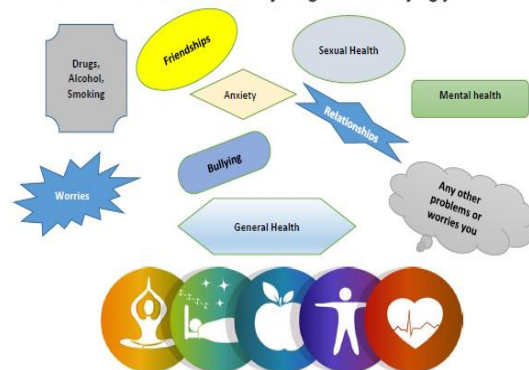 Drugs,
Alcohol,
Smoking
Friendships
Sexual Health
Anxiety
Relationships
Mental health
Bullying
Worries
Any other
problems or
worries you
General Health